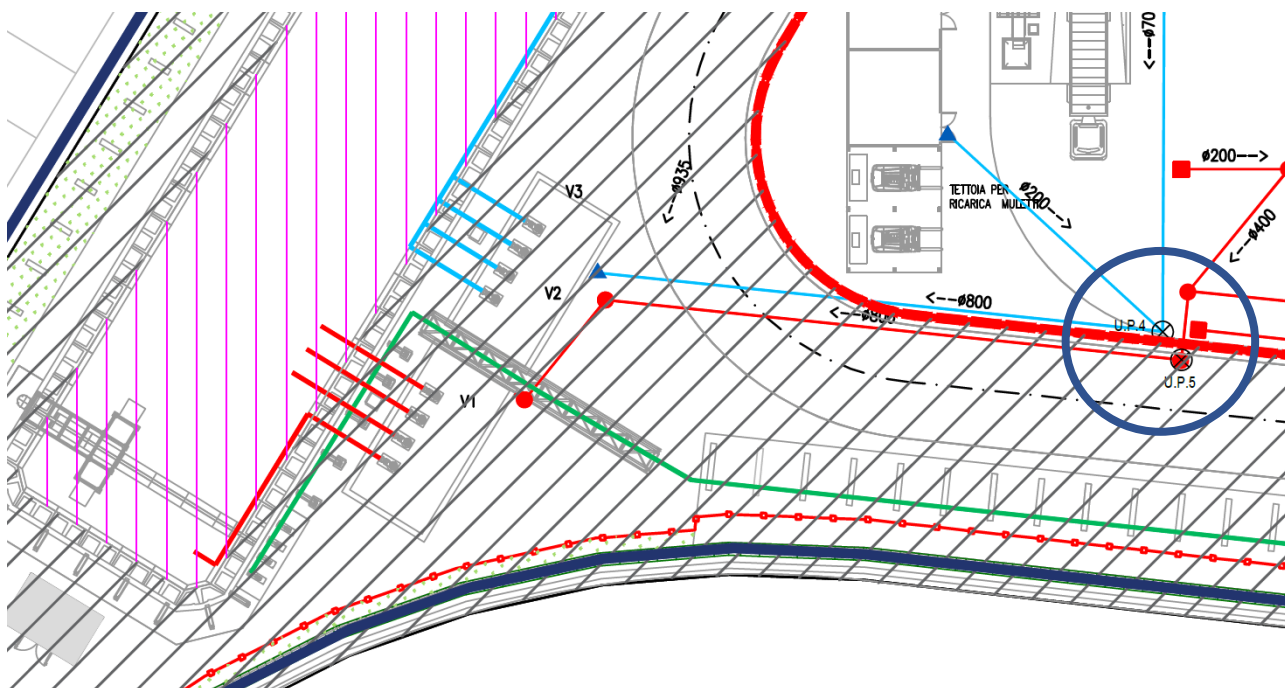 <--ø70
ø200-->
<--ø400
<--ø935
TETTOIA PER
RICARICA MULETTI
ø200-->
V3
V2
V1
<--ø800
<--ø800
U.P.4
U.P.5